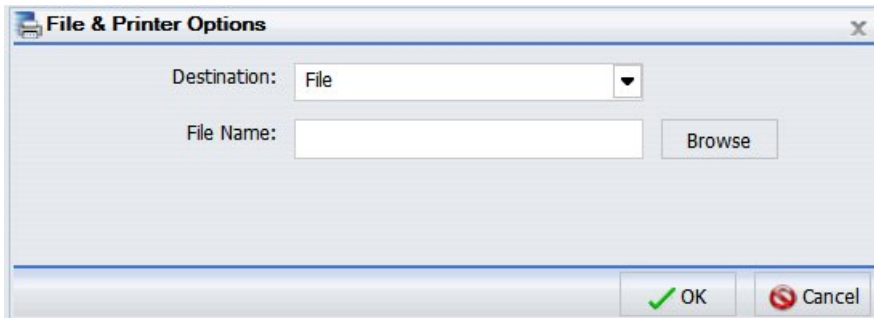 File & Printer Options
Destination: File
File Name: Browse
OK Cancel